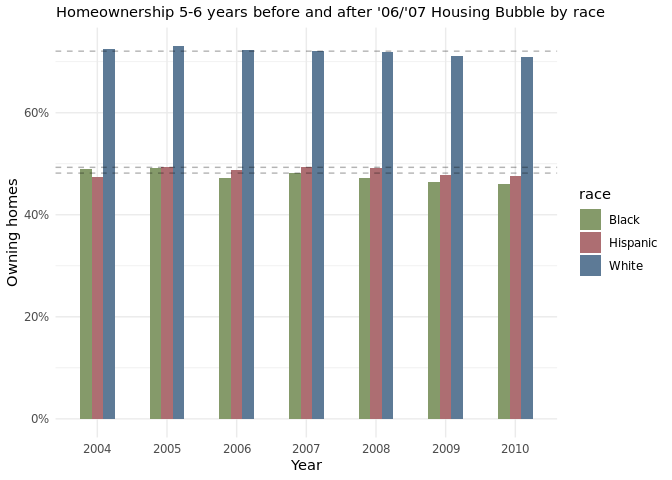 Homeownership 5-6 years before and after '06/'07 Housing Bubble by race
60%
40%
20%
0%
Owning homes
2004 2005 2006 2007 2008 2009 2010
Year
race
Black
Hispanic
White